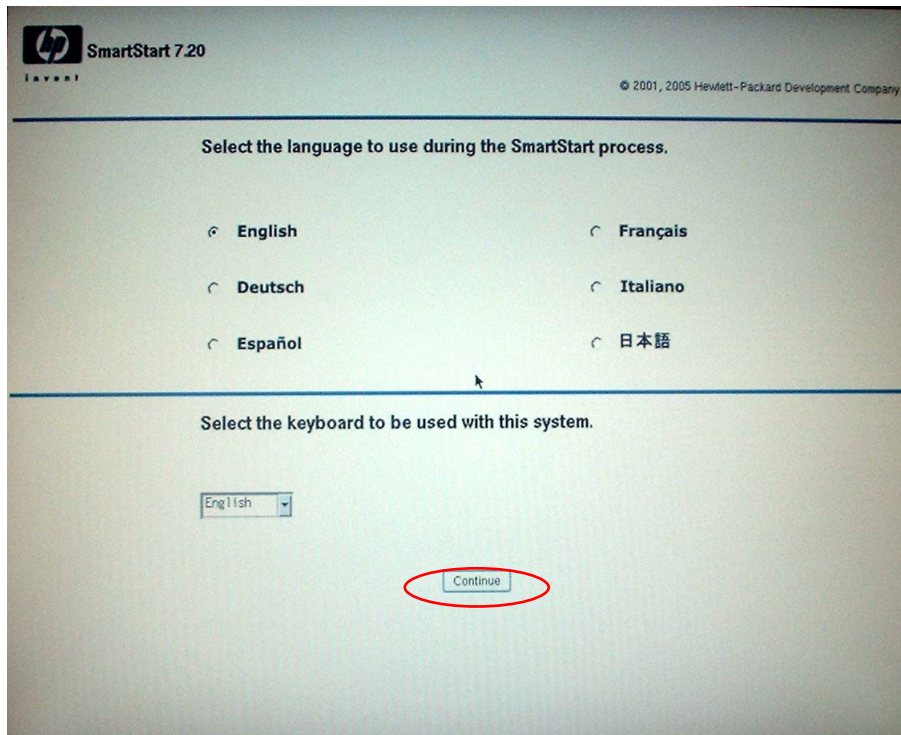 hp
SmartStart 7.20
invent
© 2001, 2005 Hewlett-Packard Development Company
Select the language to use during the SmartStart process.
English
Français
Deutsch
Italiano
Español
日本語
Select the keyboard to be used with this system.
English
Continue